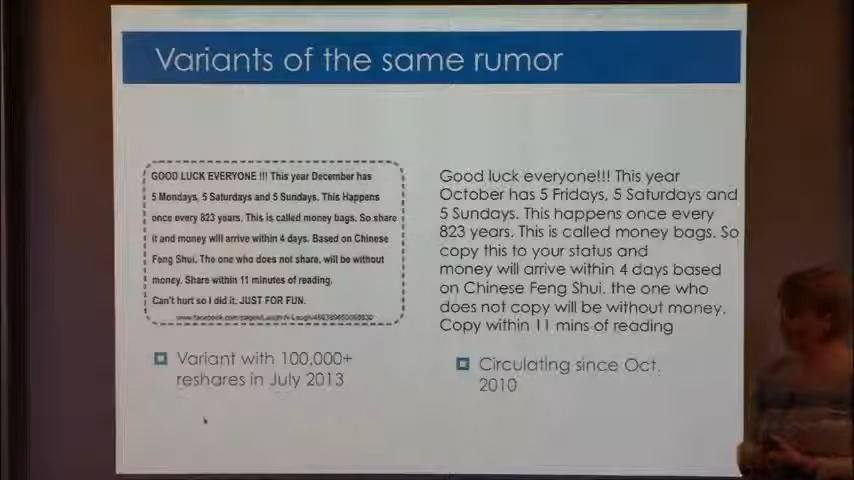 Variants of the same rumor
GOOD LUCK EVERYONE !!! This year December has
5 Mondays, 5 Saturdays and 5 Sundays. This Happens
once every 823 years. This is called money bags. So share
it and money will arrive within 4 days. Based on Chinese
Feng Shui. The one who does not share, will be without
money. Share within 11 minutes of reading.
Can't hurt so I did it. JUST FOR FUN.
Variant with 100,000+
reshares in July 2013
Good luck everyone!!! This year
October has 5 Fridays, 5 Saturdays and
5 Sundays. This happens once every
823 years. This is called money bags. So
copy this to your status and
money will arrive within 4 days based
on Chinese Feng Shui. the one who
does not copy will be without money.
Copy within 11 mins of reading
Circulating since Oct.
2010